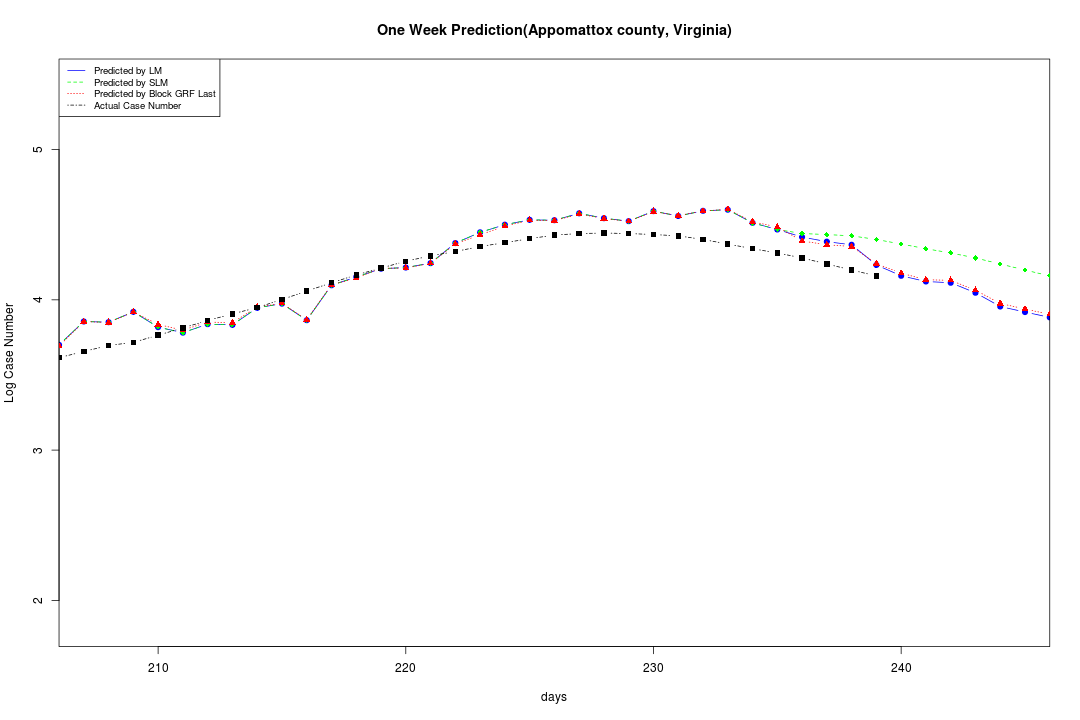 One Week Prediction(Appomattox county, Virginia)
Predicted by LM
Predicted by SLM
Predicted by Block GRF Last
Actual Case Number
5
4
3
2
Log Case Number
210
220
230
240
days